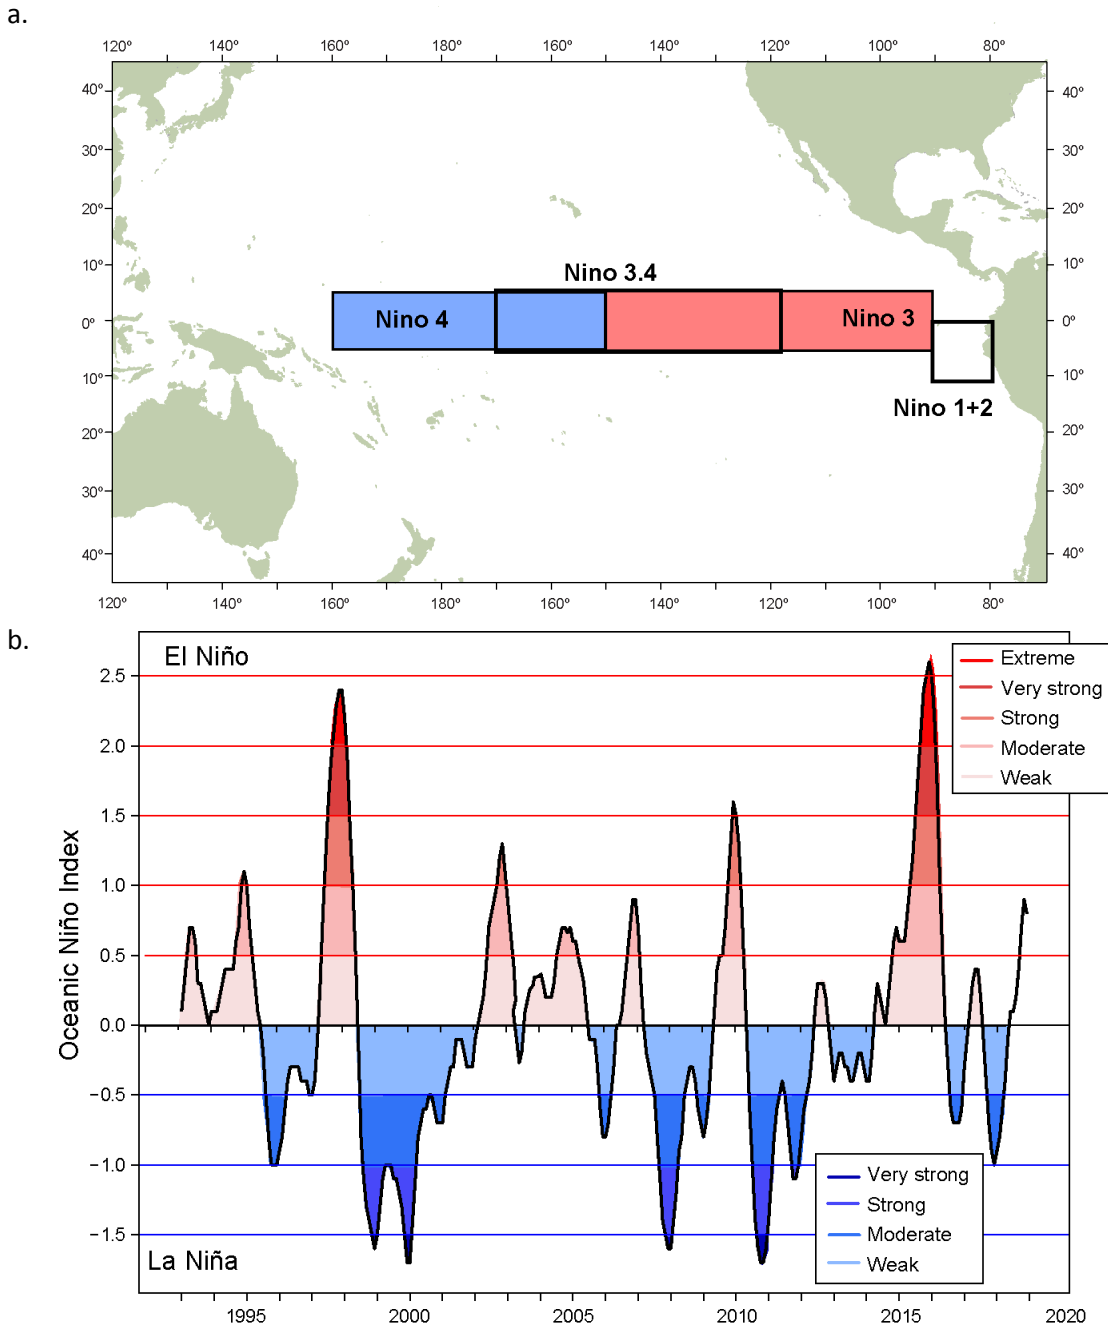 a.
120° 140° 160° 180° 160° 140° 120° 100° 80°
40° 40°
30° 30°
20° 20°
10° 10°
Nino 3.4
Nino 4 Nino 3
0° 0°
10° 10°
Nino 1+2
20° 20°
30° 30°
40° 40°
120° 140° 160° 180° 160° 140° 120° 100° 80°
b.
El Niño
Extreme
Very strong
Strong
Moderate
Weak
2.5
2.0
1.5
1.0
0.5
0.0
−0.5
−1.0
−1.5
Oceanic Niño Index
Very strong
Strong
Moderate
Weak
La Niña
1995 2000 2005 2010 2015 2020